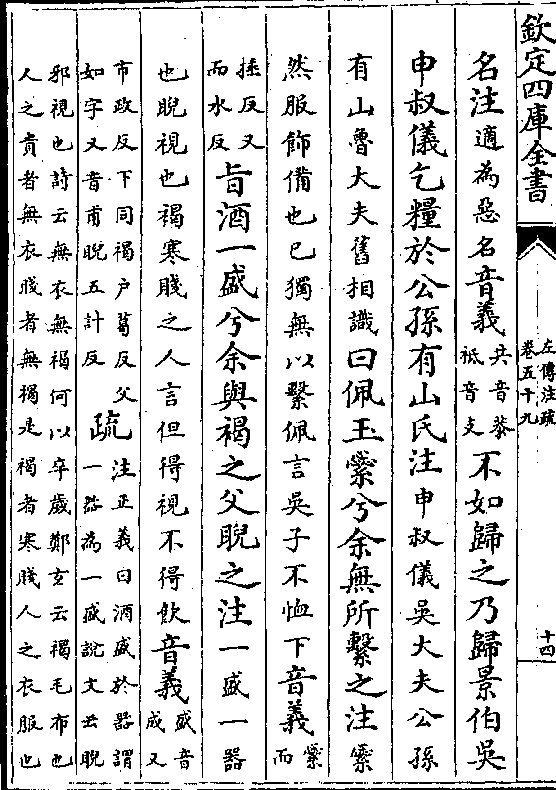 欽定四庫全書
左傳注疏
卷五十九
十四
名注適為惡名音義共音恭祗音支不如歸之乃歸景伯吳
申叔儀乞糧於公孫有山氏注申叔儀吳大夫公孫
有山魯大夫舊相識曰佩玉繠兮余無所繫之注繠
然服飾備也已獨無以繫佩言吳子不恤下音義繠而
捶反又而水反旨酒一盛兮余與褐之父睨之注一盛一器
也睨視也褐寒賤之人言但得視不得飲音義盛音成又
市政反下同褐户葛反父如字又音甫睨五計反疏注正義曰酒盛於器謂一器為一盛說文云睨
邪視也詩云無衣無褐何以卒歲鄭玄云褐毛布也
人之貴者無衣賤者無褐是褐者寒賤人之衣服也